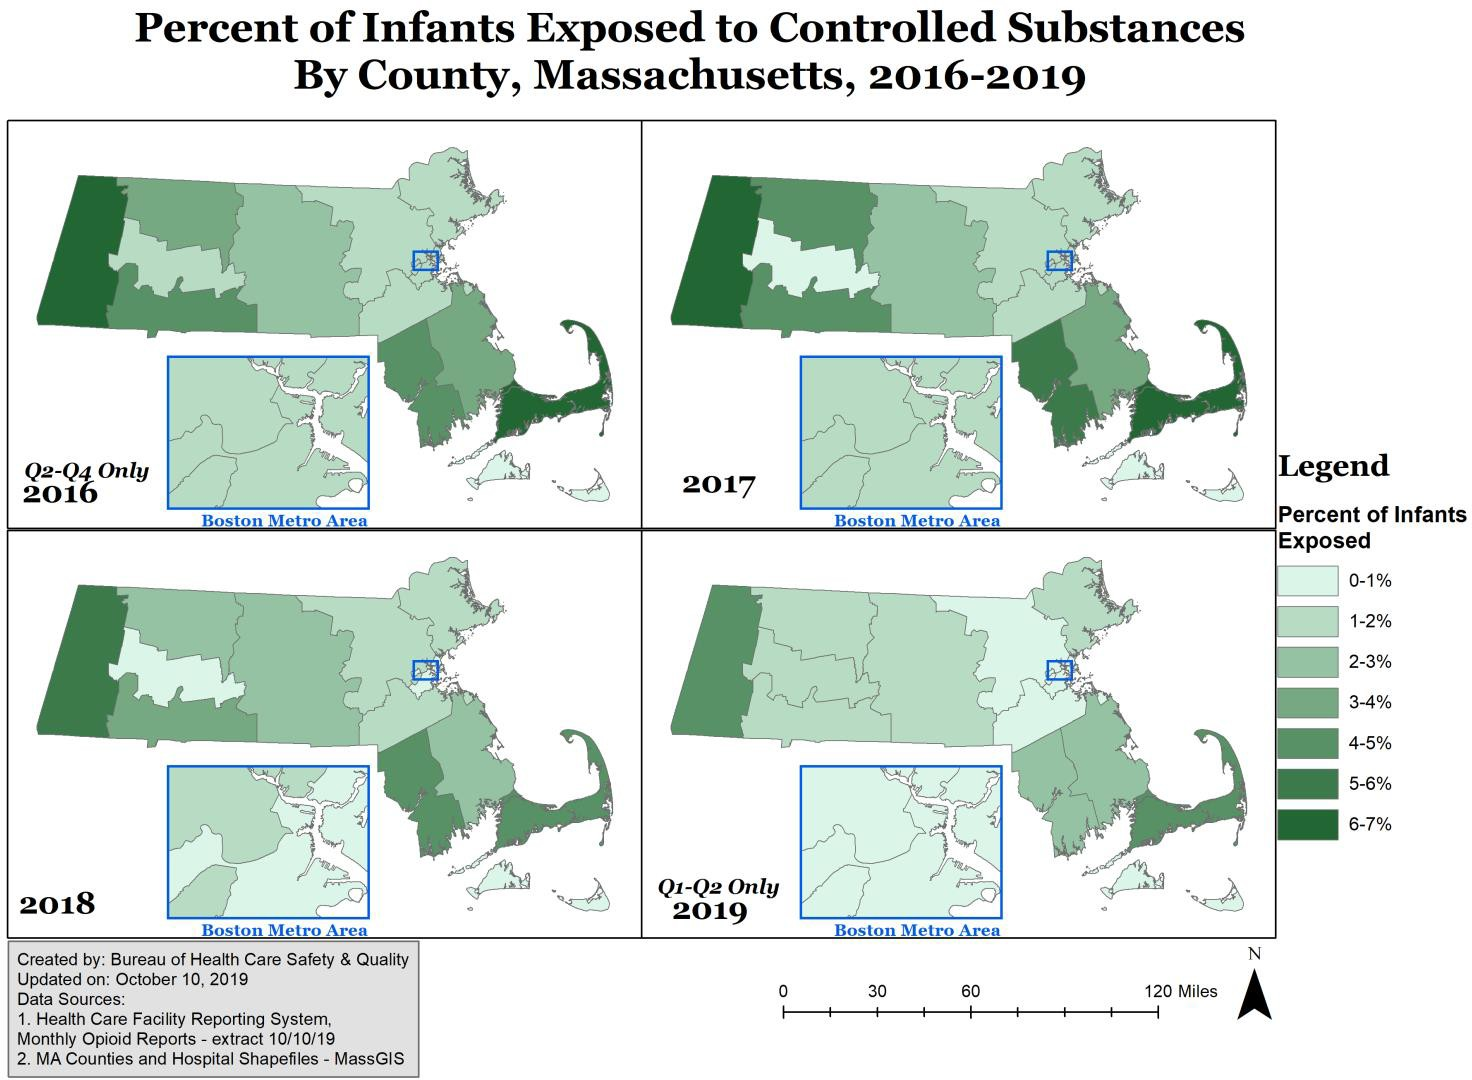 Percent of Infants Exposed to Controlled Substances
By County, Massachusetts, 2016-2019
Q2-Q4 Only
2016
Boston Metro Area
2017
Boston Metro Area
2018
Boston Metro Area
Q1-Q2 Only
2019
Boston Metro Area
Legend
Percent of Infants
Exposed
0-1%
1-2%
2-3%
3-4%
4-5%
5-6%
6-7%
Created by: Bureau of Health Care Safety & Quality
Updated on: October 10, 2019
Data Sources:
1. Health Care Facility Reporting System,
Monthly Opioid Reports - extract 10/10/19
2. MA Counties and Hospital Shapefiles - MassGIS
0 30 60 120 Miles
N